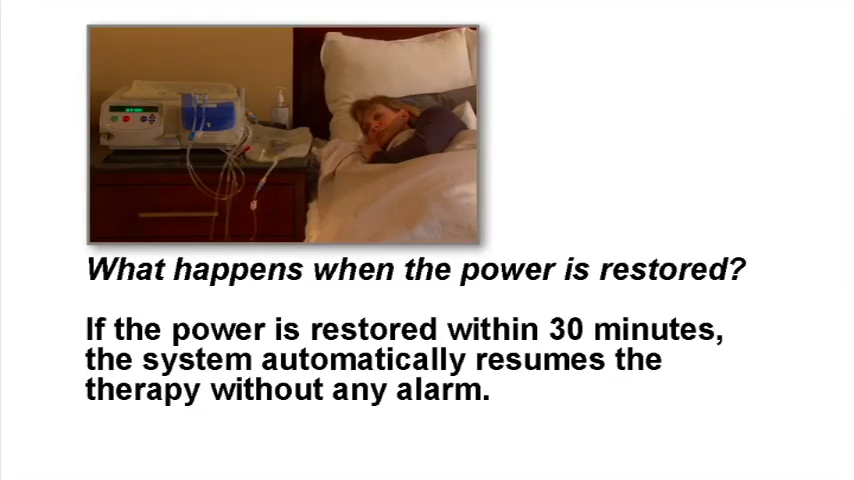 What happens when the power is restored?
If the power is restored within 30 minutes,
the system automatically resumes the
therapy without any alarm.